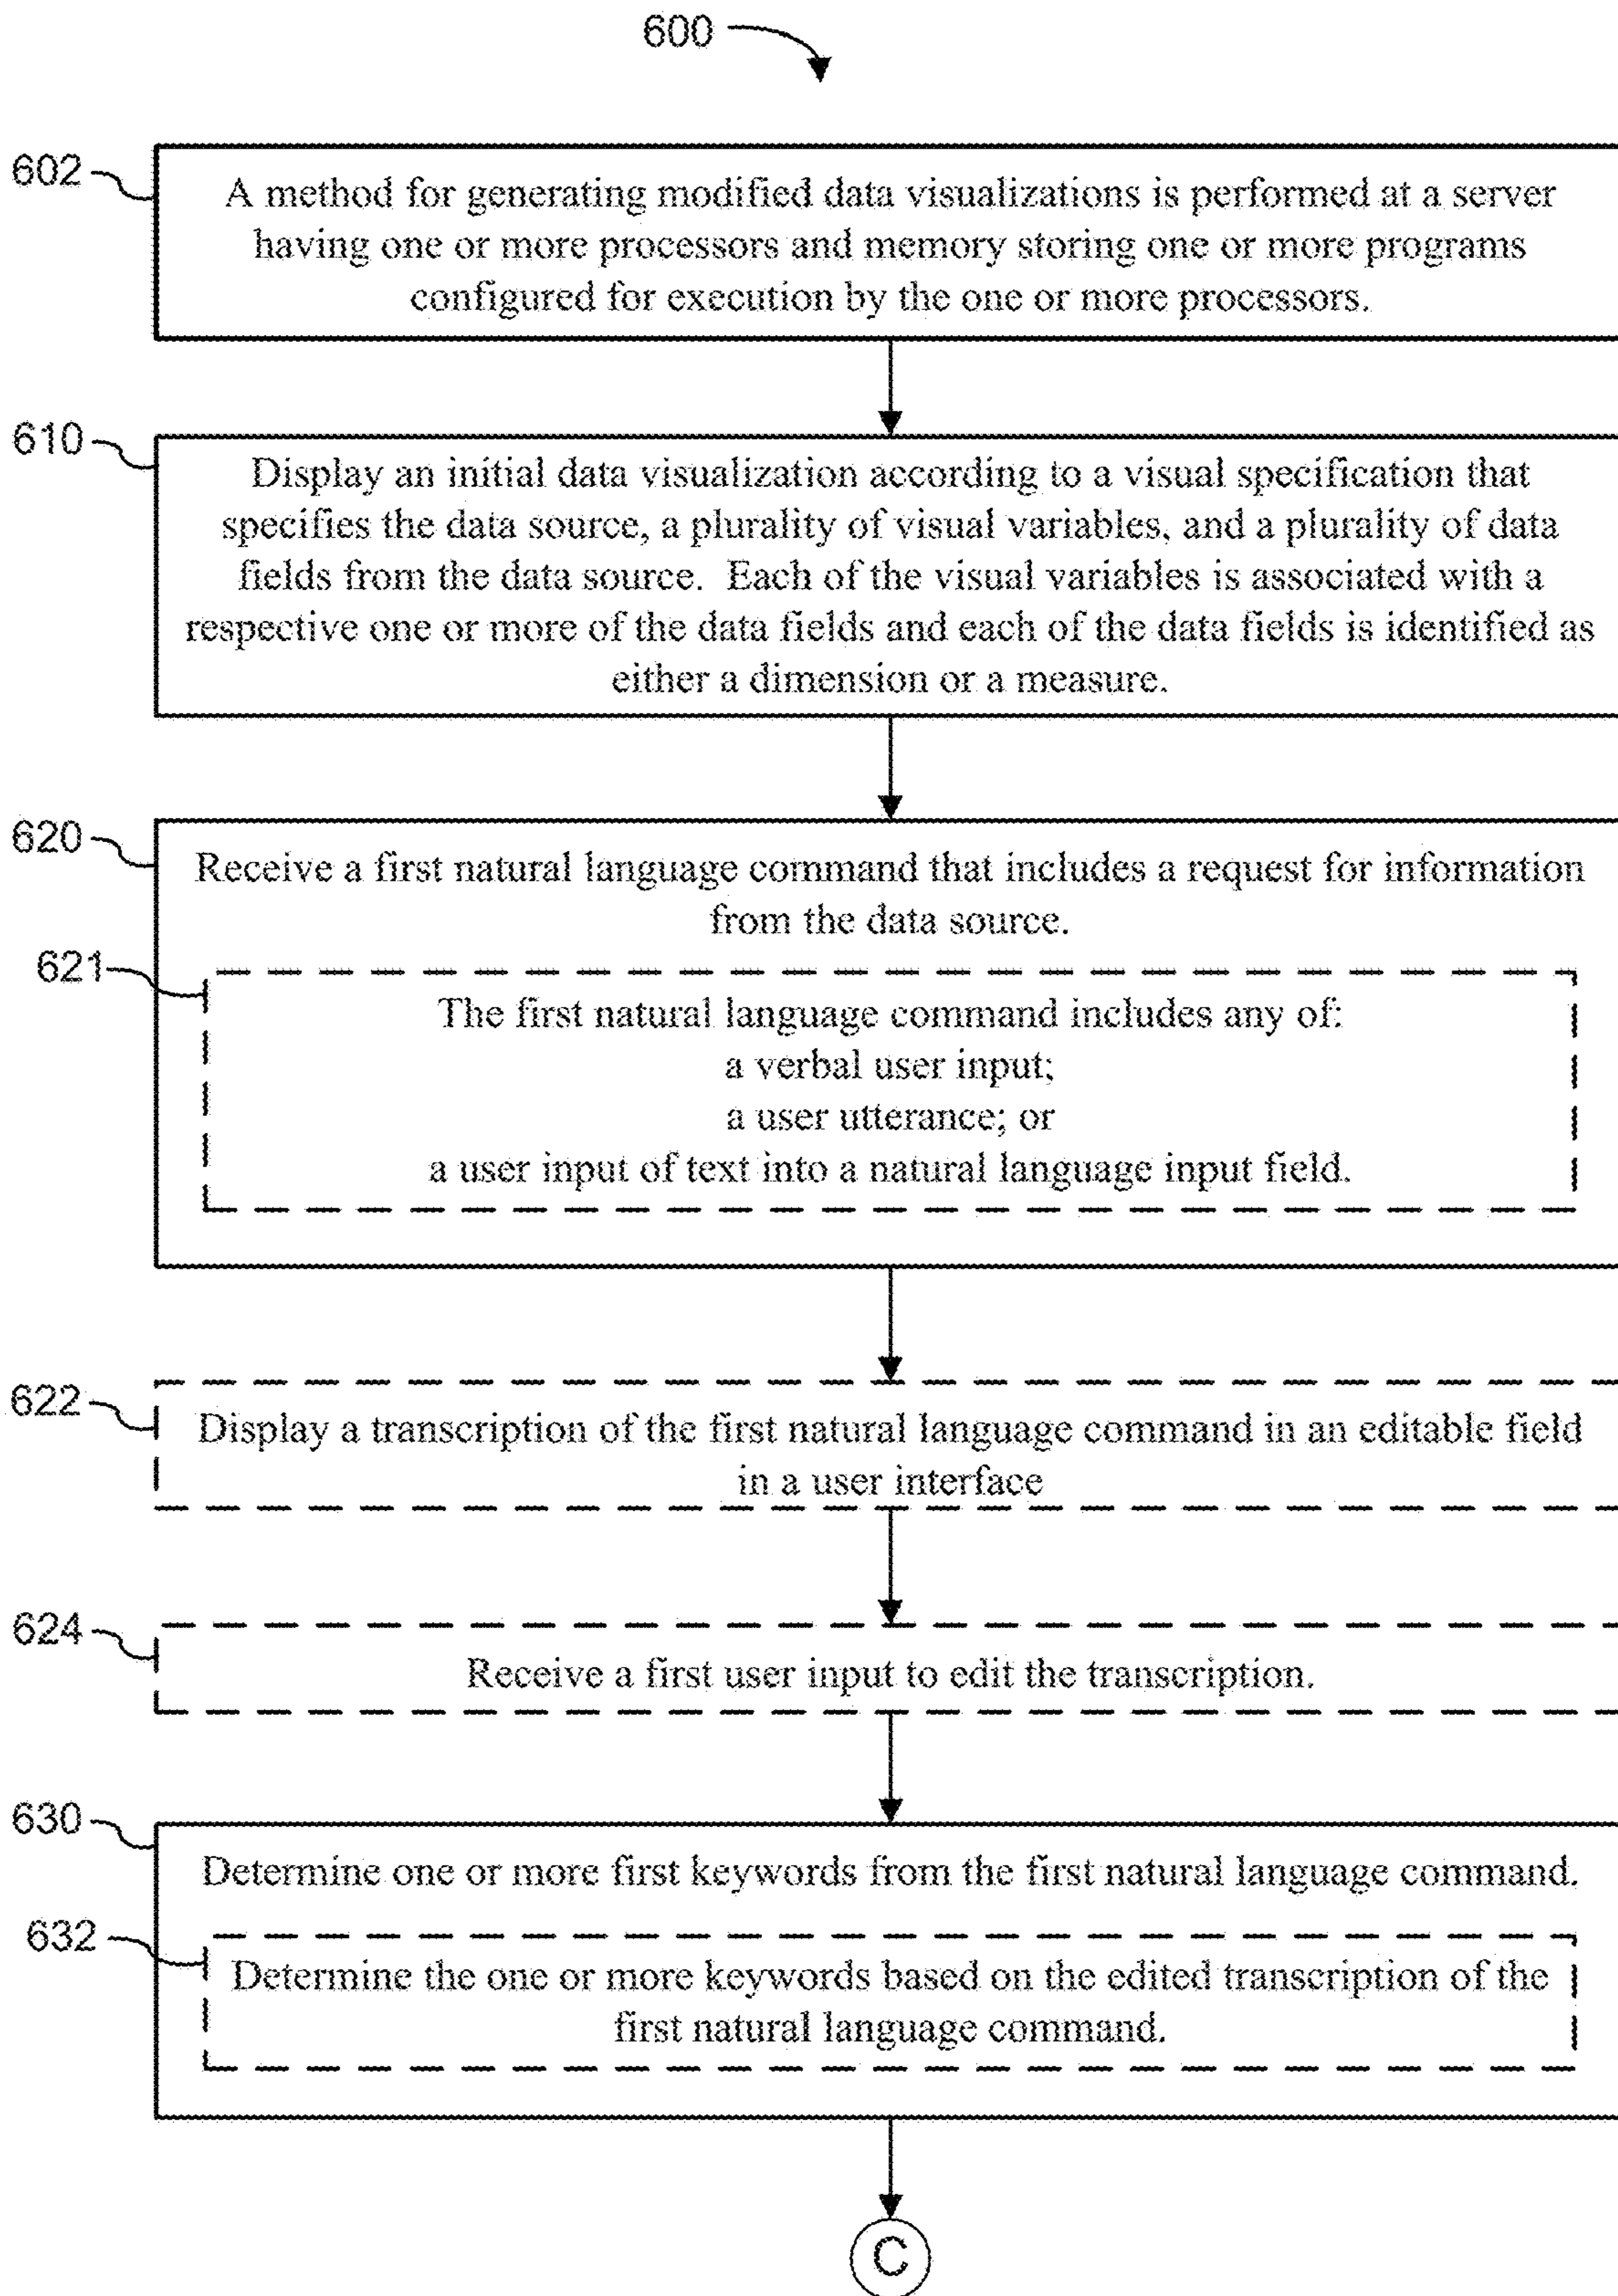 600
602
A method for generating modified data visualizations is performed at a server
having one or more processors and memory storing one or more programs
configured for execution by the one or more processors.
610
Display an initial data visualization according to a visual specification that
specifies the data source, a plurality of visual variables, and a plurality of data
fields from the data source. Each of the visual variables is associated with a
respective one or more of the data fields and each of the data fields is identified as
either a dimension or a measure.
620
Receive a first natural language command that includes a request for information
from the data source.
621
The first natural language command includes any of:
a verbal user input;
a user utterance; or
a user input of text into a natural language input field.
622
Display a transcription of the first natural language command in an editable field
in a user interface
624
Receive a first user input to edit the transcription.
630
Determine one or more first keywords from the first natural language command.
632
Determine the one or more keywords based on the edited transcription of the
first natural language command.
C